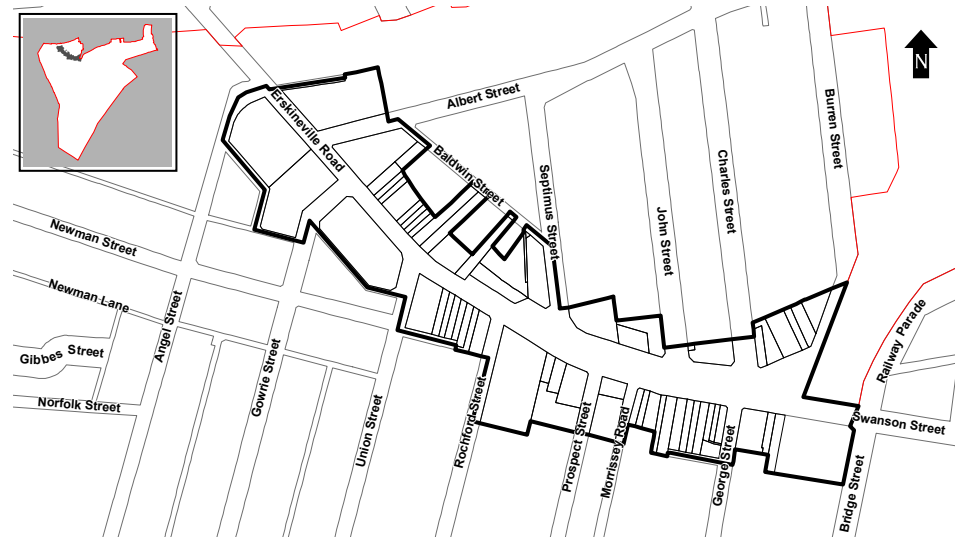 N
Erskineville Road
Albert Street
Baldwin Street
Septimus Street
John Street
Charles Street
Burren Street
Newman Street
Newman Lane
Gibbes Street
Norfolk Street
Angel Street
Gowrie Street
Union Street
Rochford Street
Prospect Street
Morrissey Road
George Street
Bridge Street
Swanson Street
Railway Parade